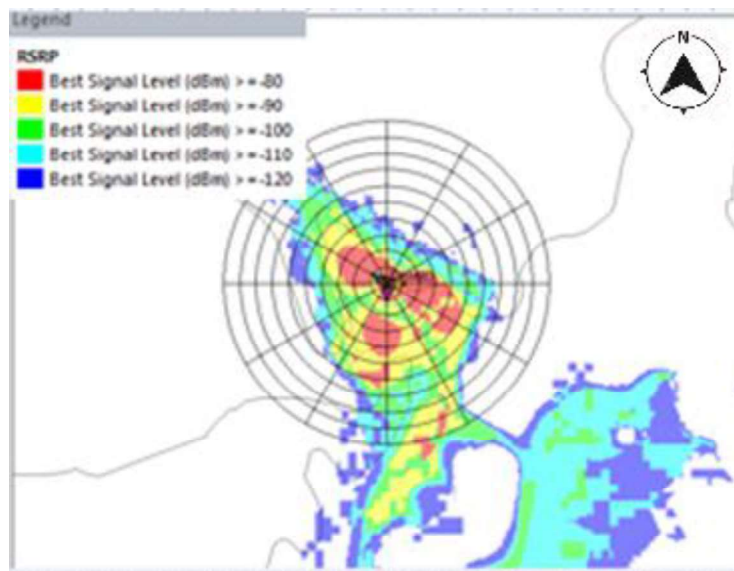 Legend
RSRP
Best Signal Level (dBm) >=-80
Best Signal Level (dBm) >=-90
Best Signal Level (dBm) >=-100
Best Signal Level (dBm) >=-110
Best Signal Level (dBm) >=-120
N